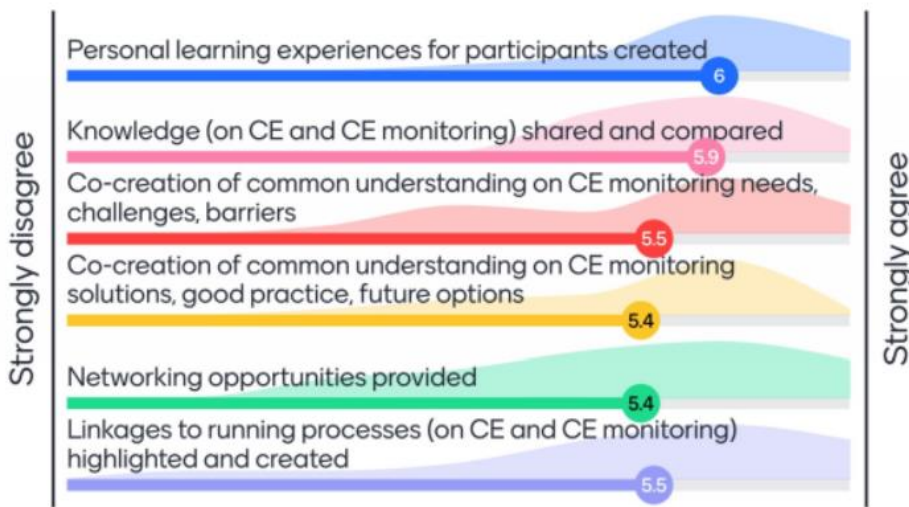 Strongly disagree
Personal learning experiences for participants created
6
Knowledge (on CE and CE monitoring) shared and compared
5.9
Co-creation of common understanding on CE monitoring needs,
challenges, barriers
5.5
Co-creation of common understanding on CE monitoring
solutions, good practice, future options
5.4
Networking opportunities provided
5.4
Linkages to running processes (on CE and CE monitoring)
highlighted and created
5.5
Strongly agree